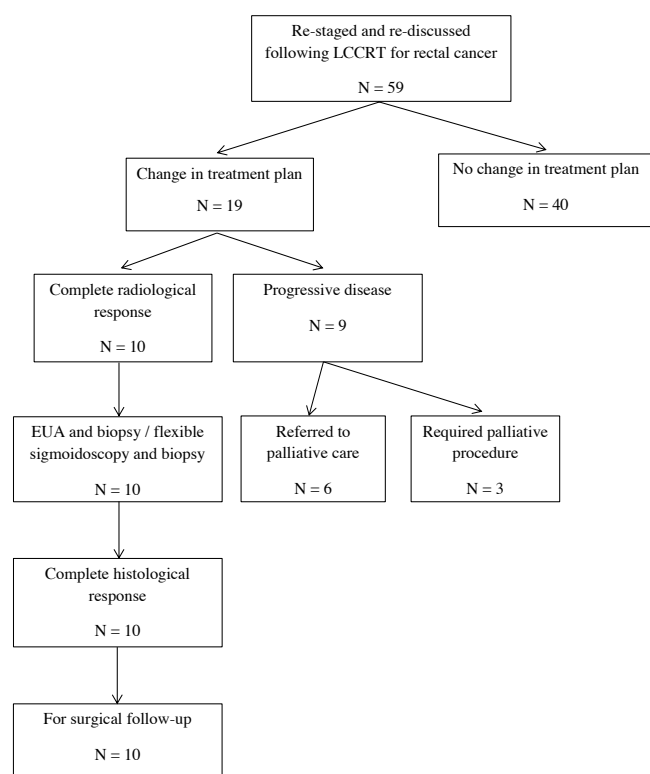 Re-staged and re-discussed
following LCCRT for rectal cancer
N = 59
Change in treatment plan
N = 19
No change in treatment plan
N = 40
Complete radiological
response
N = 10
Progressive disease
N = 9
EUA and biopsy / flexible
sigmoidoscopy and biopsy
N = 10
Referred to
palliative care
N = 6
Required palliative
procedure
N = 3
Complete histological
response
N = 10
For surgical follow-up
N = 10